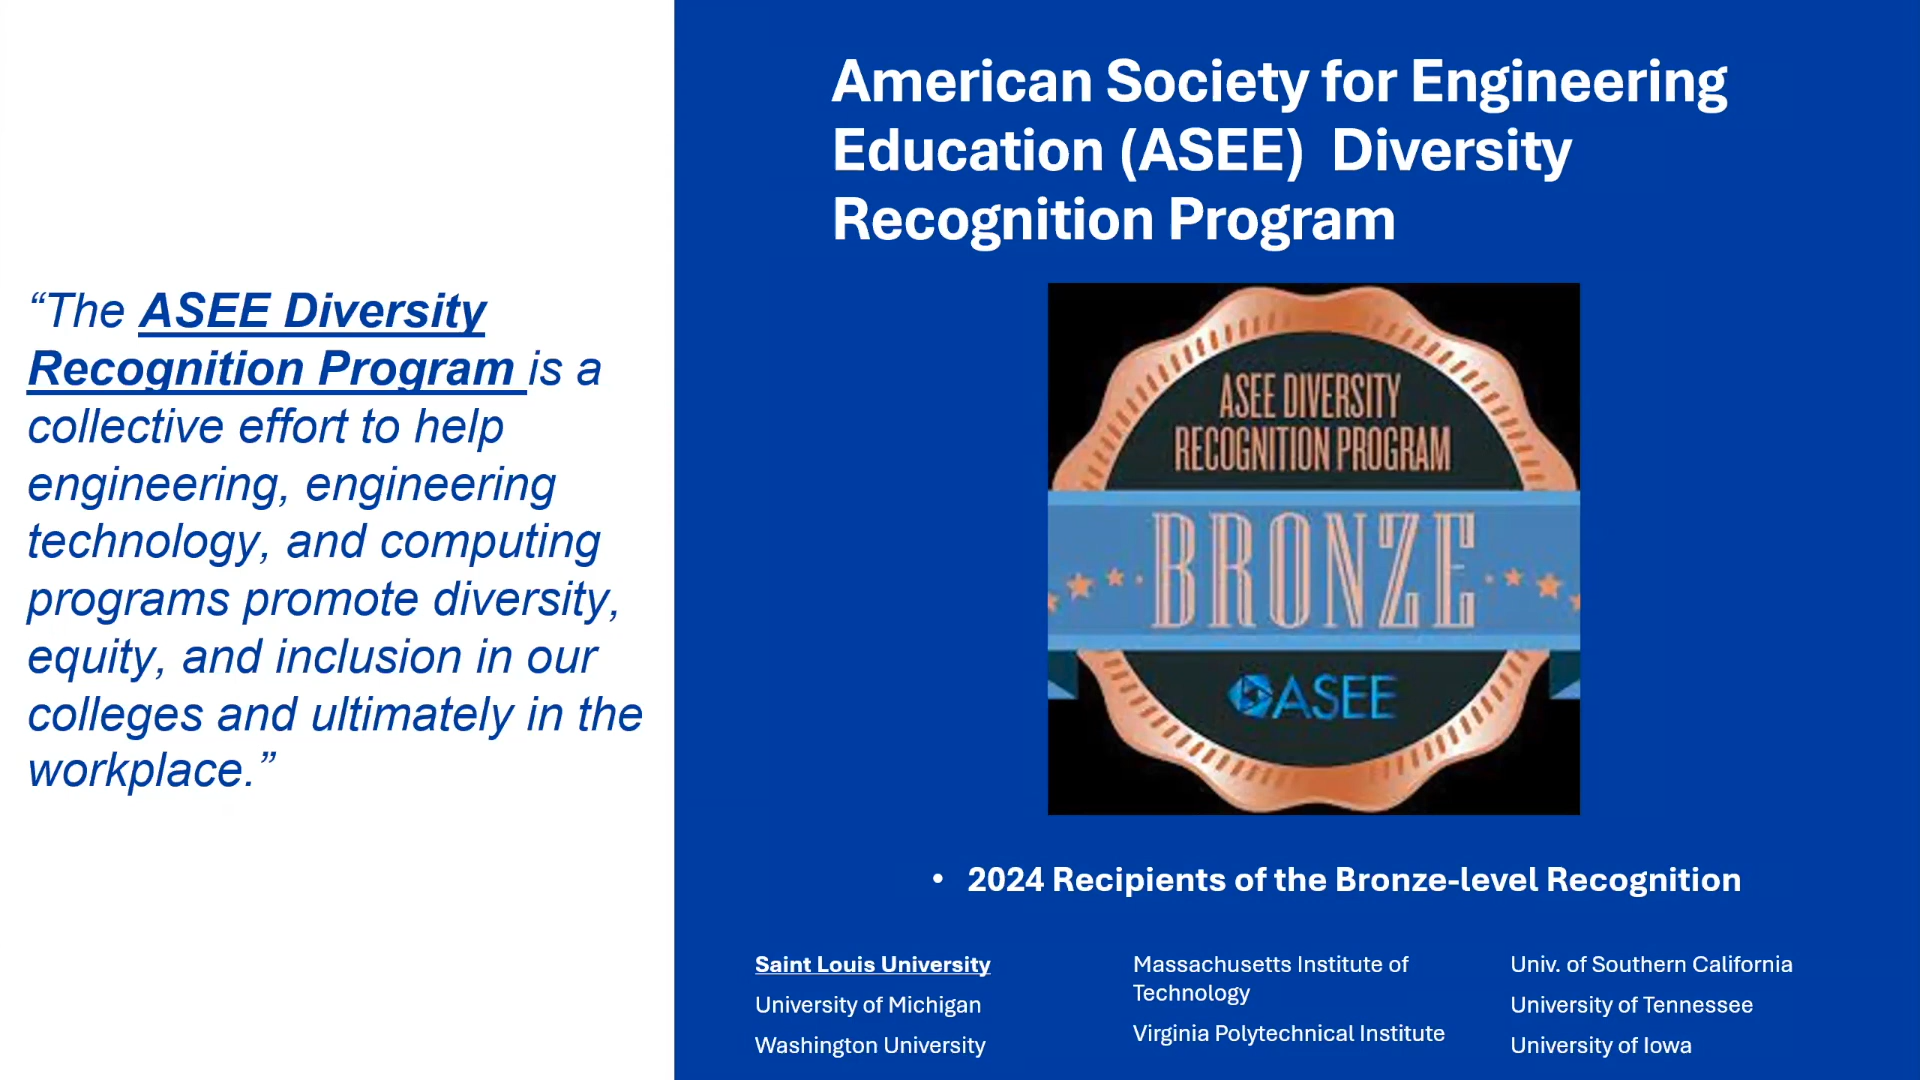 “The ASEE Diversity
Recognition Program is a
collective effort to help
engineering, engineering
technology, and computing
programs promote diversity,
equity, and inclusion in our
colleges and ultimately in the
workplace.”
American Society for Engineering
Education (ASEE)  Diversity
Recognition Program
ASEE DIVERSITY
RECOGNITION PROGRAM
BRONZE
ASEE
• 2024 Recipients of the Bronze-level Recognition
Saint Louis University
University of Michigan
Washington University
Massachusetts Institute of
Technology
Virginia Polytechnical Institute
Univ. of Southern California
University of Tennessee
University of Iowa